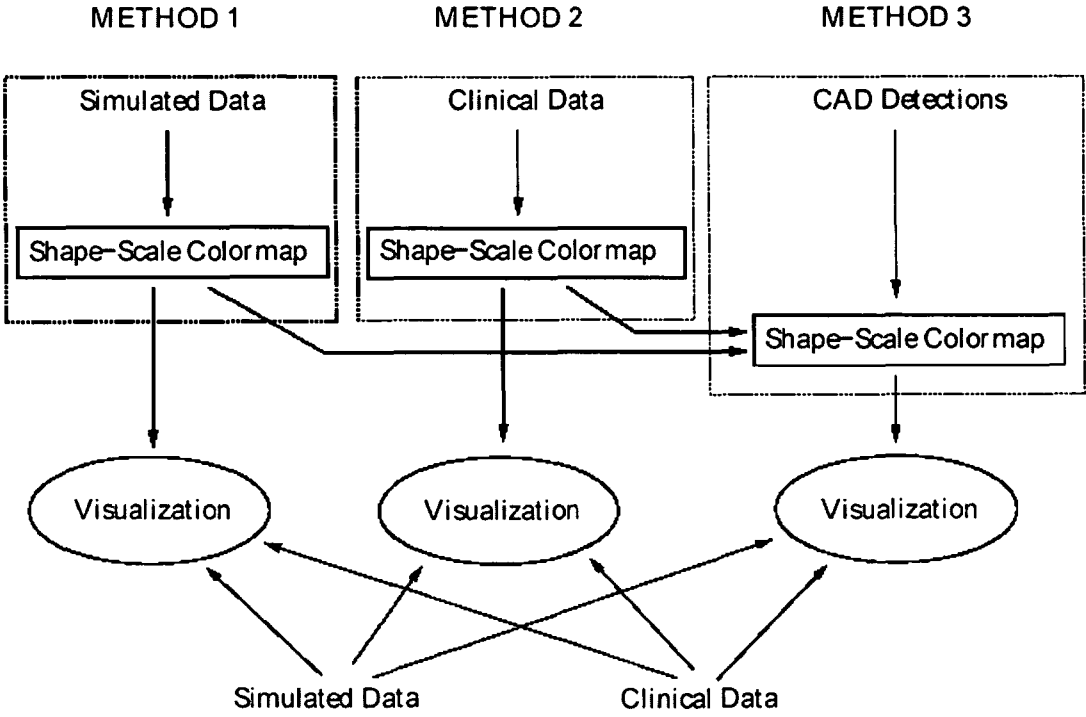 METHOD 1
METHOD 2
METHOD 3
Simulated Data
Clinical Data
CAD Detections
Shape-Scale Colormap
Shape-Scale Colormap
Shape-Scale Colormap
Visualization
Visualization
Visualization
Simulated Data
Clinical Data